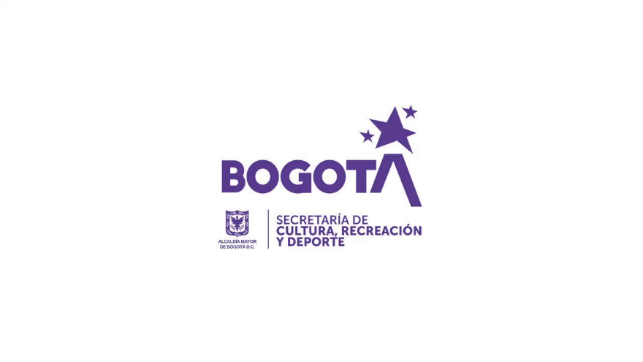 BOGOTÁ
ALCALDÍA MAYOR
DE BOGOTÁ D.C.
SECRETARÍA DE
CULTURA, RECREACIÓN
Y DEPORTE